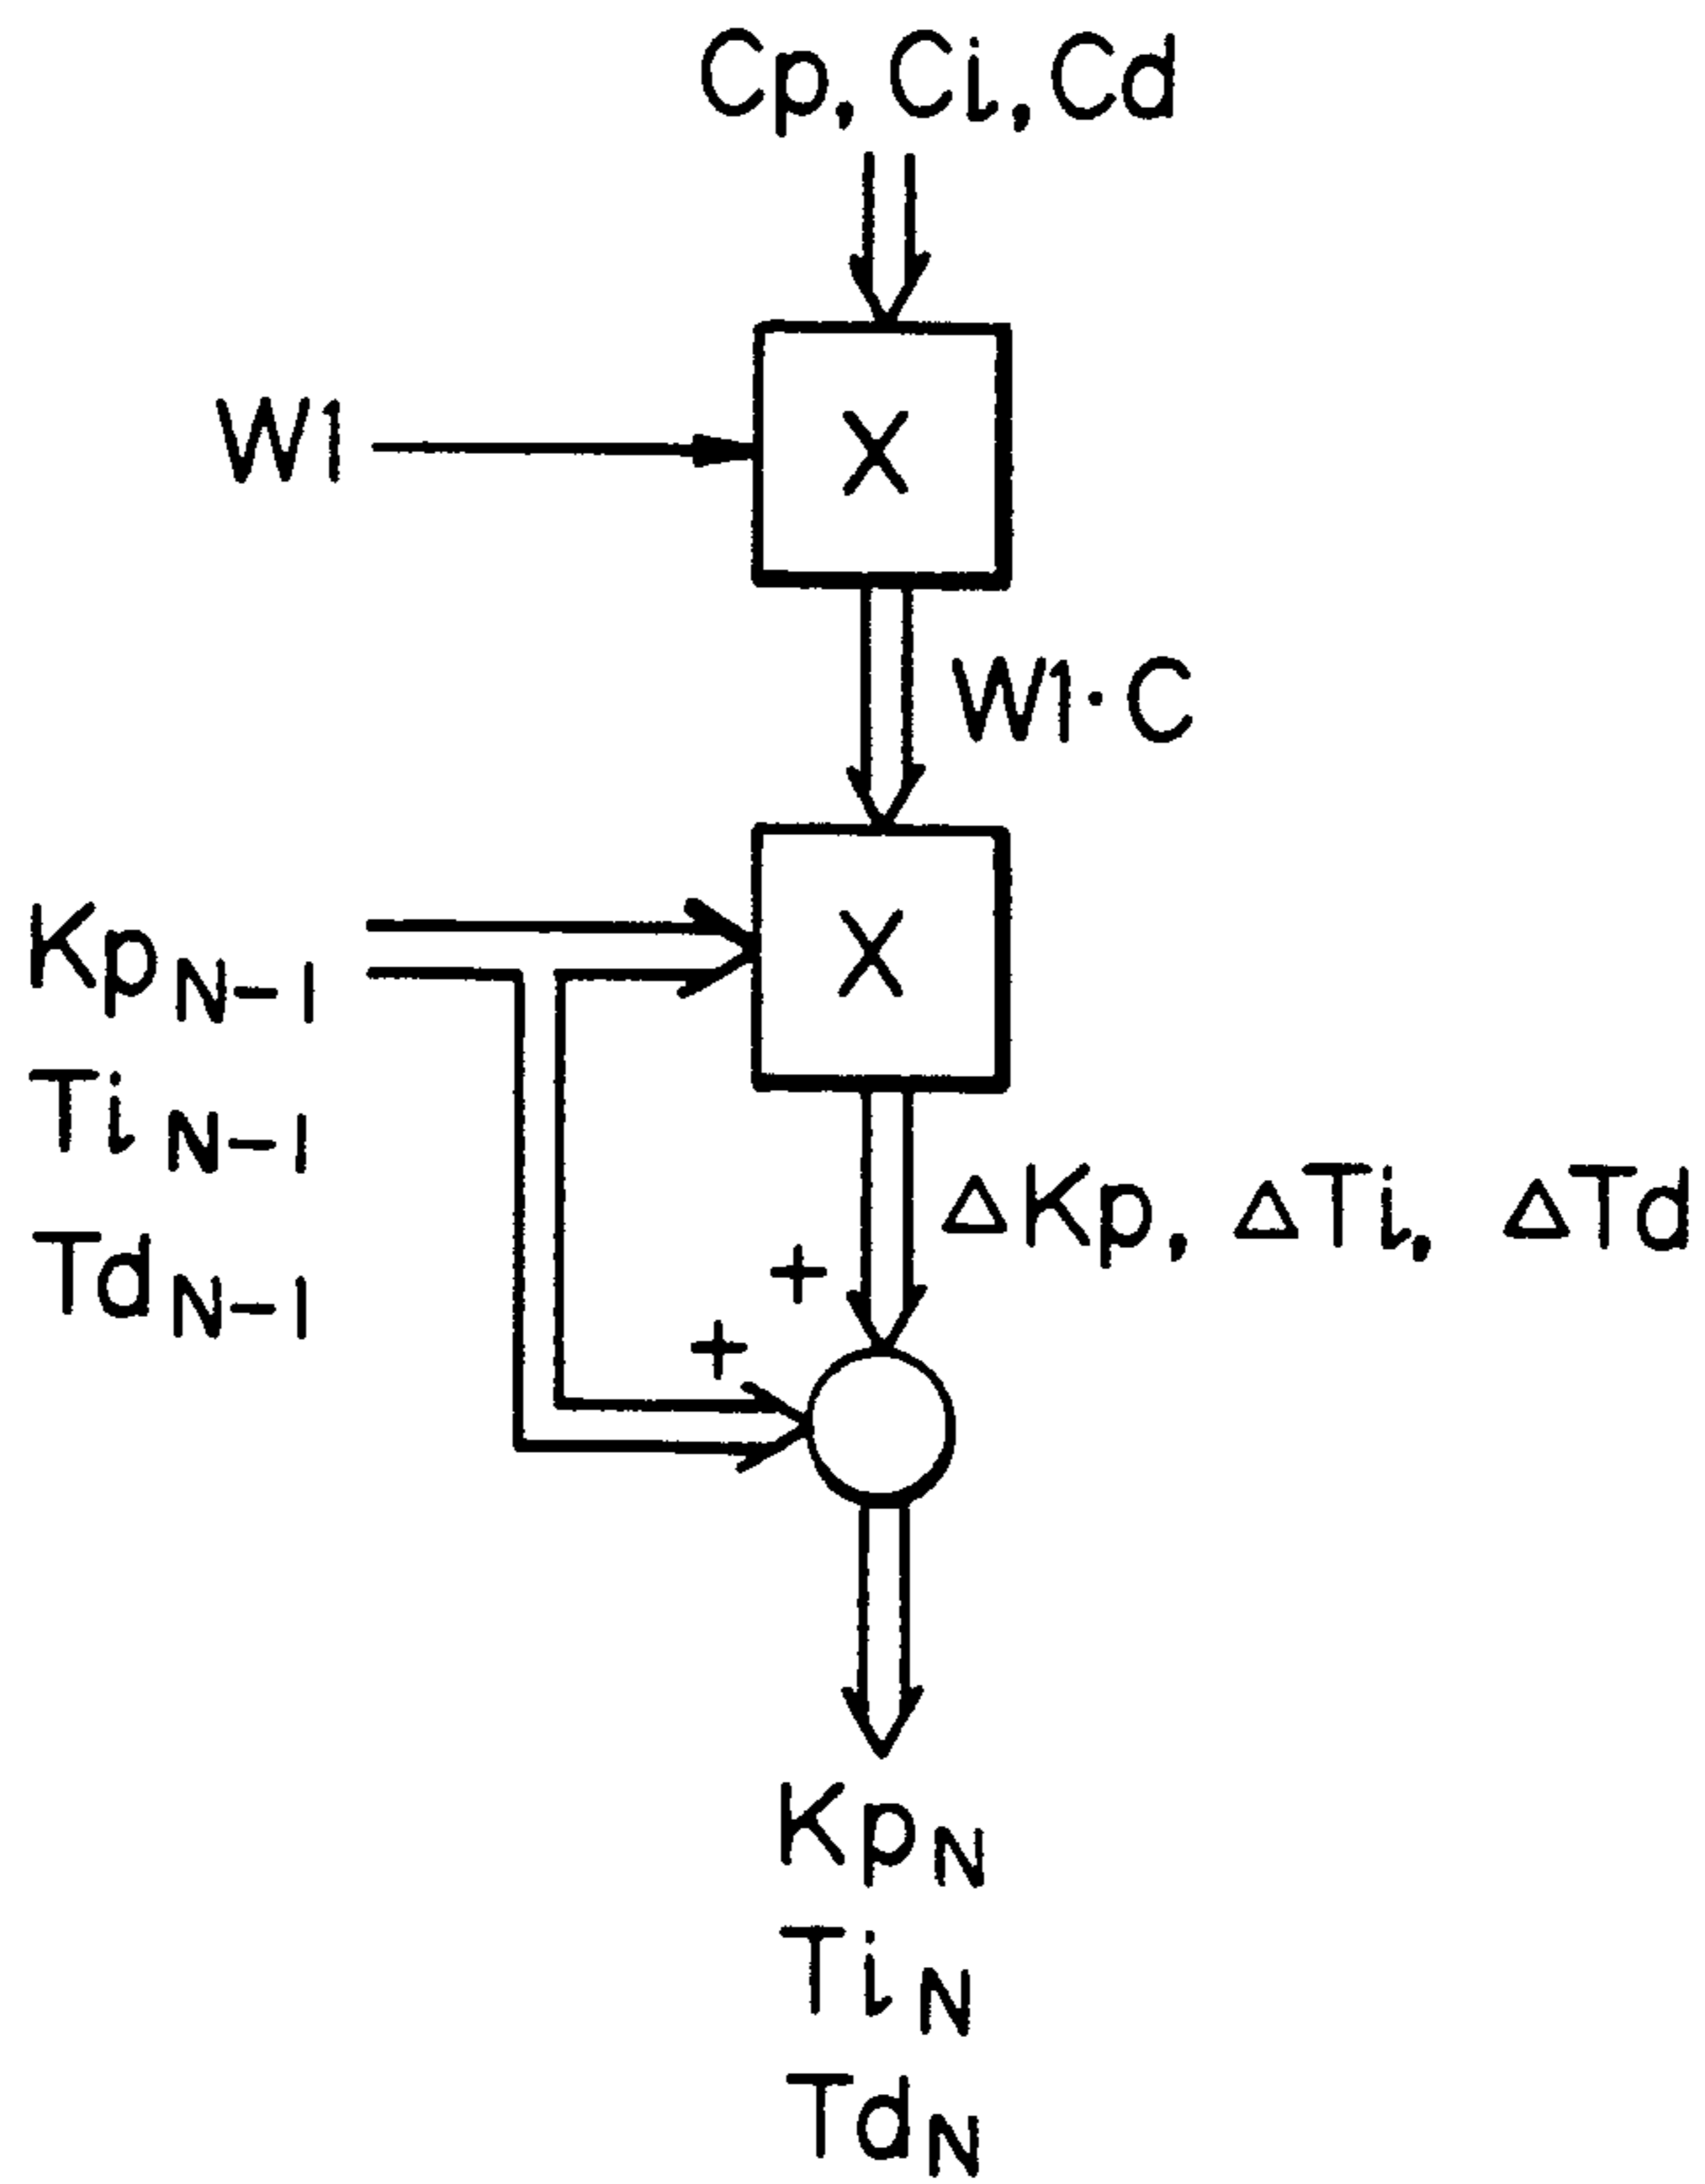 Cp, Ci, Cd
W1
X
W1·C
Kp N-1
X
Ti N-1
Td N-1
ΔKp, ΔTi, ΔTd
+
+
Kp N
Ti N
Td N